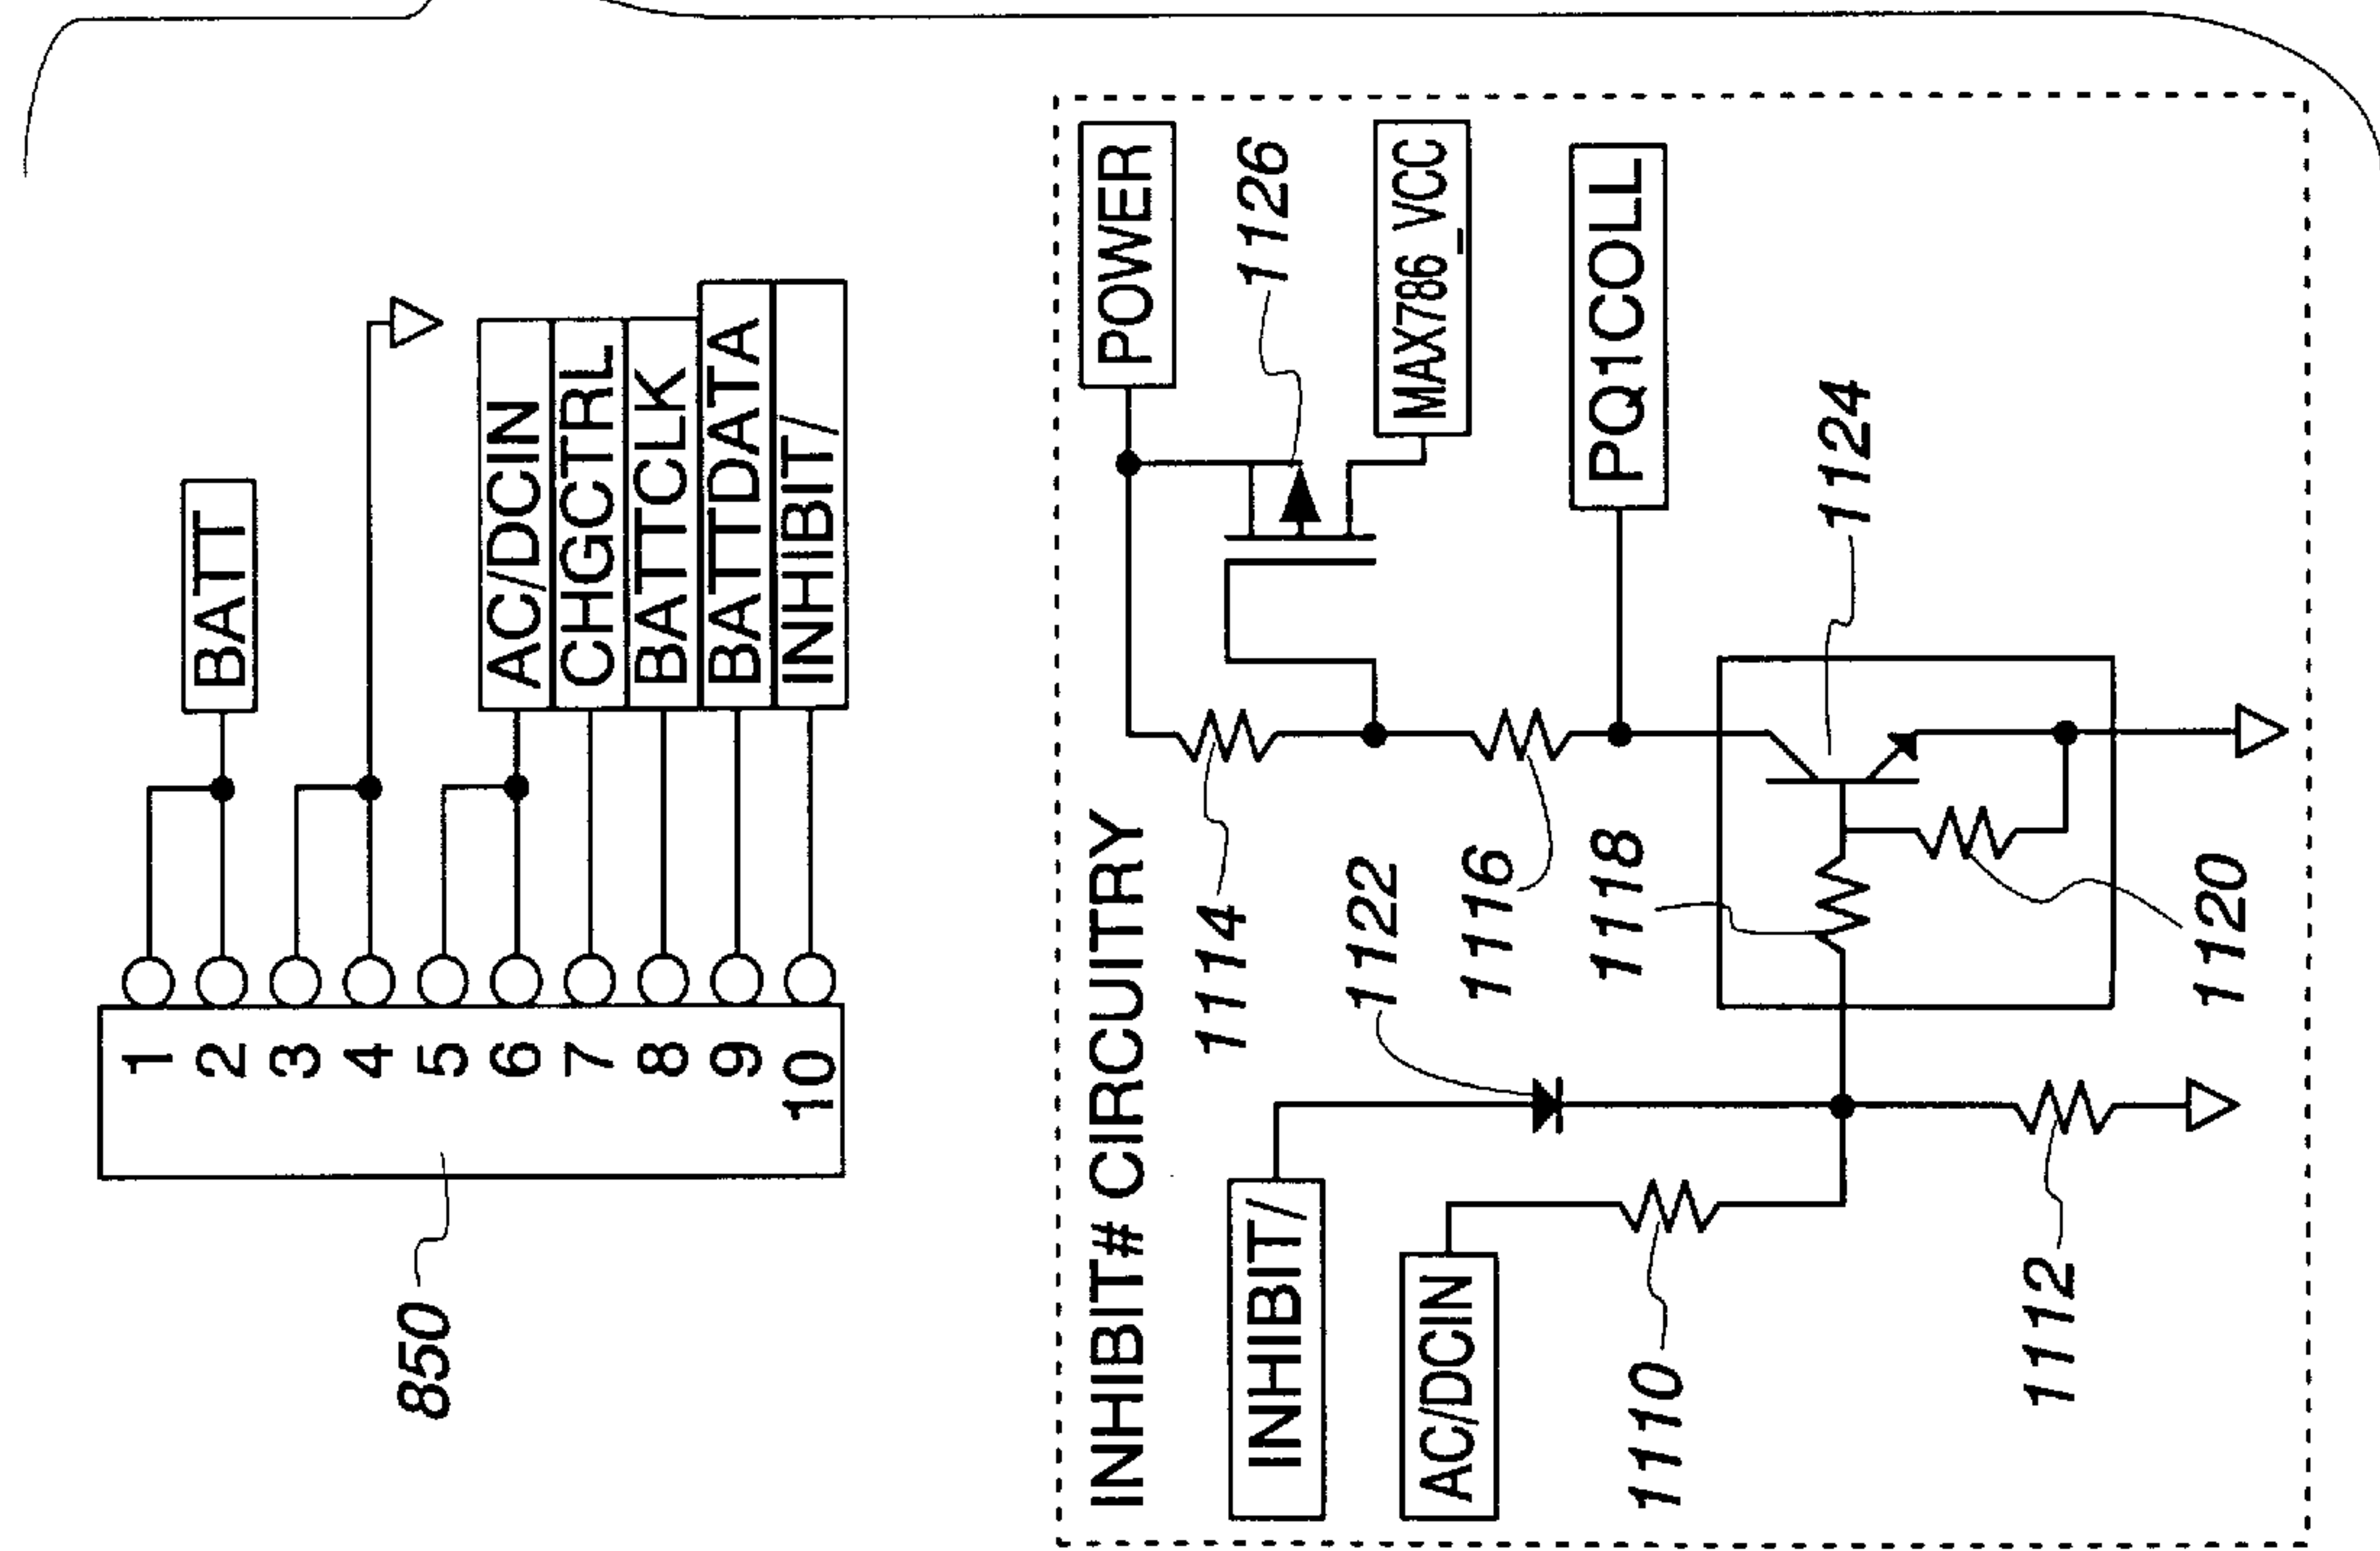 850
1
2
3
4
5
6
7
8
9
10
BATT
AC/DCIN
CHGCTRL
BATTCLK
BATTDATA
INHIBIT/
INHIBIT# CIRCUITRY
POWER
1126
MAX786_VCC
PQ1COLL
1124
1114
1122
1116
1118
1120
INHIBIT/
AC/DCIN
1110
1112